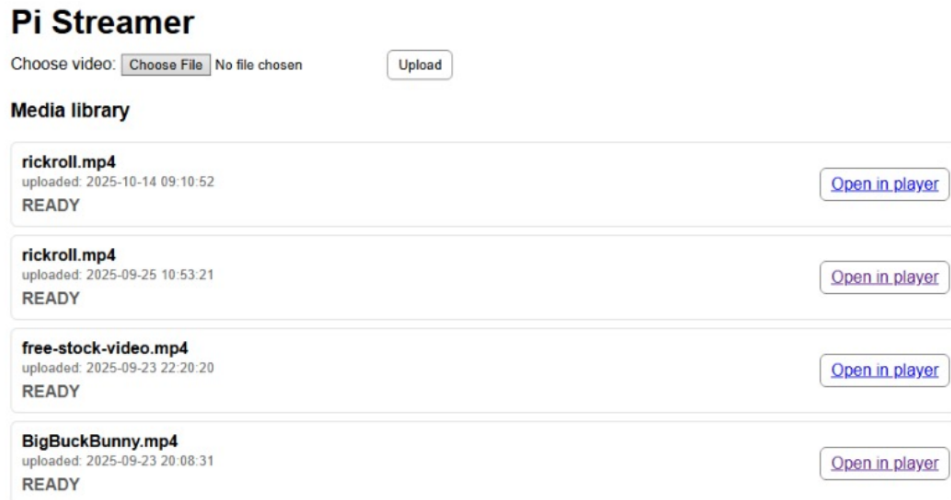 Pi Streamer
Choose video: Choose File No file chosen Upload
Media library
rickroll.mp4
uploaded: 2025-10-14 09:10:52
READY
Open in player
rickroll.mp4
uploaded: 2025-09-25 10:53:21
READY
Open in player
free-stock-video.mp4
uploaded: 2025-09-23 22:20:20
READY
Open in player
BigBuckBunny.mp4
uploaded: 2025-09-23 20:08:31
READY
Open in player